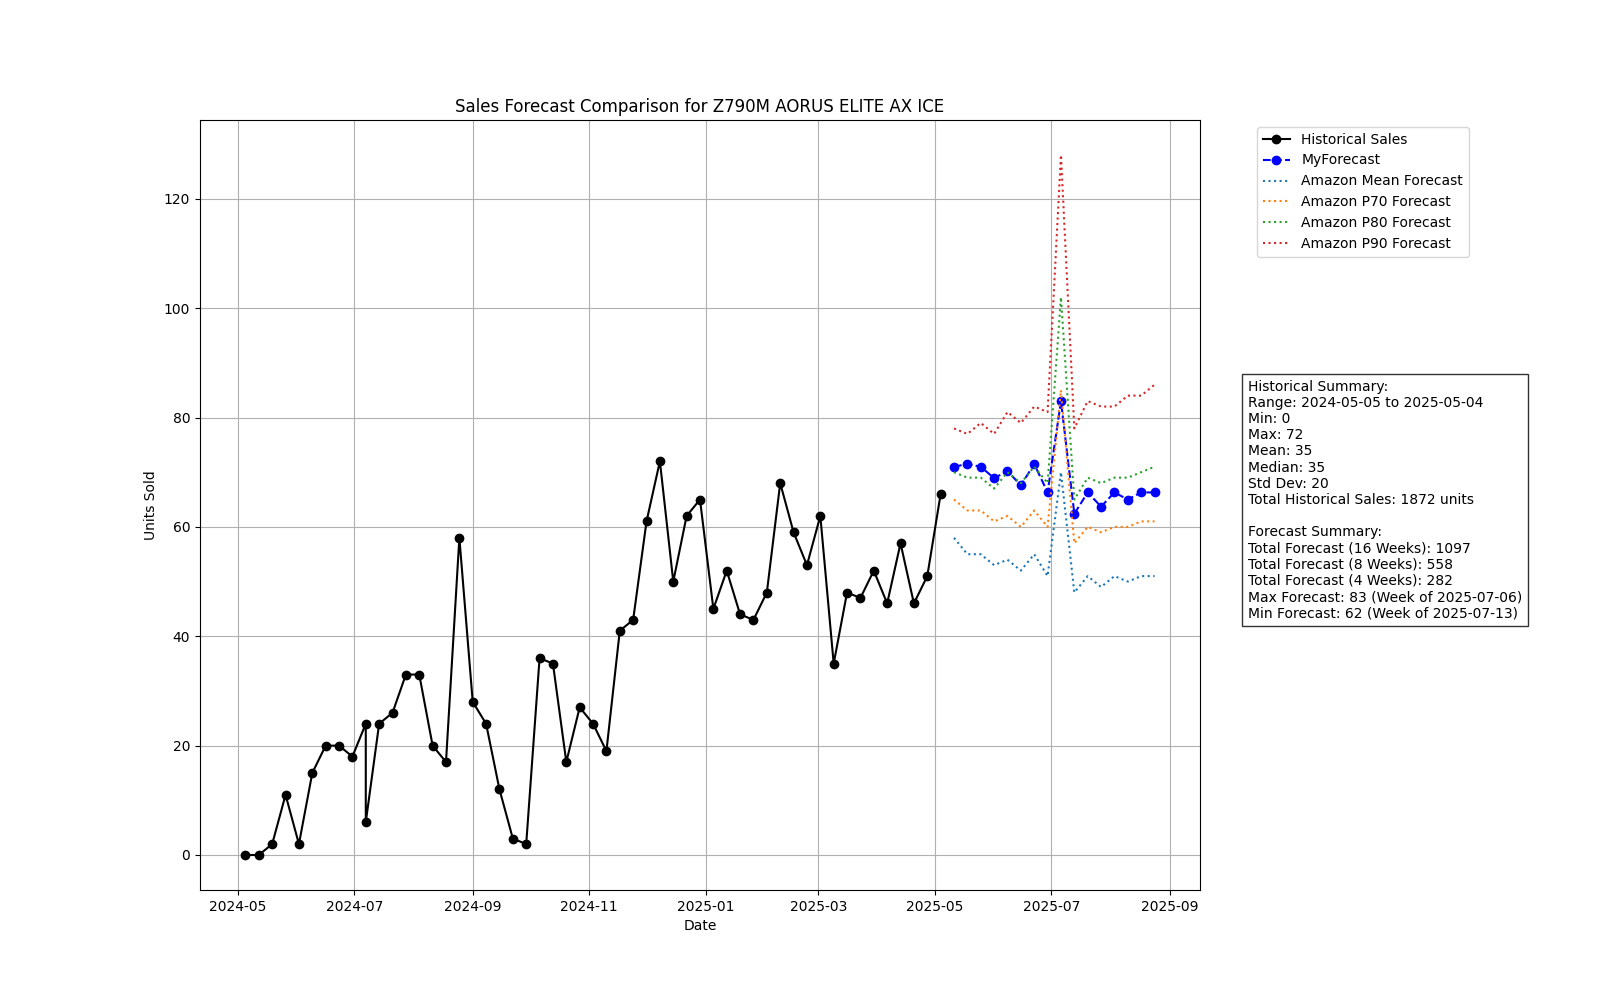 Sales Forecast Comparison for Z790M AORUS ELITE AX ICE
Units Sold
120
100
80
60
40
20
0
2024-05
2024-07
2024-09
2024-11
2025-01
2025-03
2025-05
2025-07
2025-09
Date
Historical Sales
MyForecast
Amazon Mean Forecast
Amazon P70 Forecast
Amazon P80 Forecast
Amazon P90 Forecast
Historical Summary:
Range: 2024-05-05 to 2025-05-04
Min: 0
Max: 72
Mean: 35
Median: 35
Std Dev: 20
Total Historical Sales: 1872 units
Forecast Summary:
Total Forecast (16 Weeks): 1097
Total Forecast (8 Weeks): 558
Total Forecast (4 Weeks): 282
Max Forecast: 83 (Week of 2025-07-06)
Min Forecast: 62 (Week of 2025-07-13)